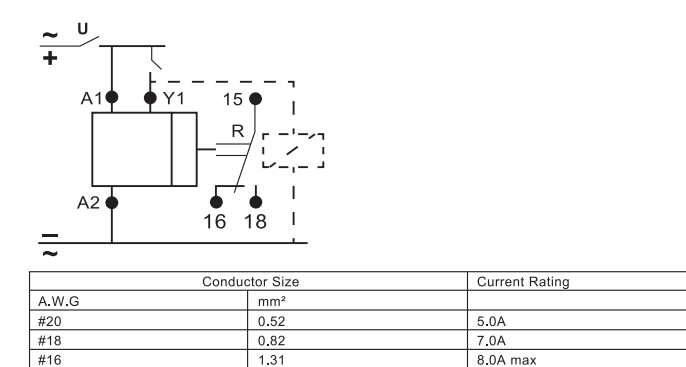 ~ U
+
A1 Y1 15
R
A2
16 18
−
~
Conductor Size Current Rating
A.W.G mm²
#20 0.52 5.0A
#18 0.82 7.0A
#16 1.31 8.0A max